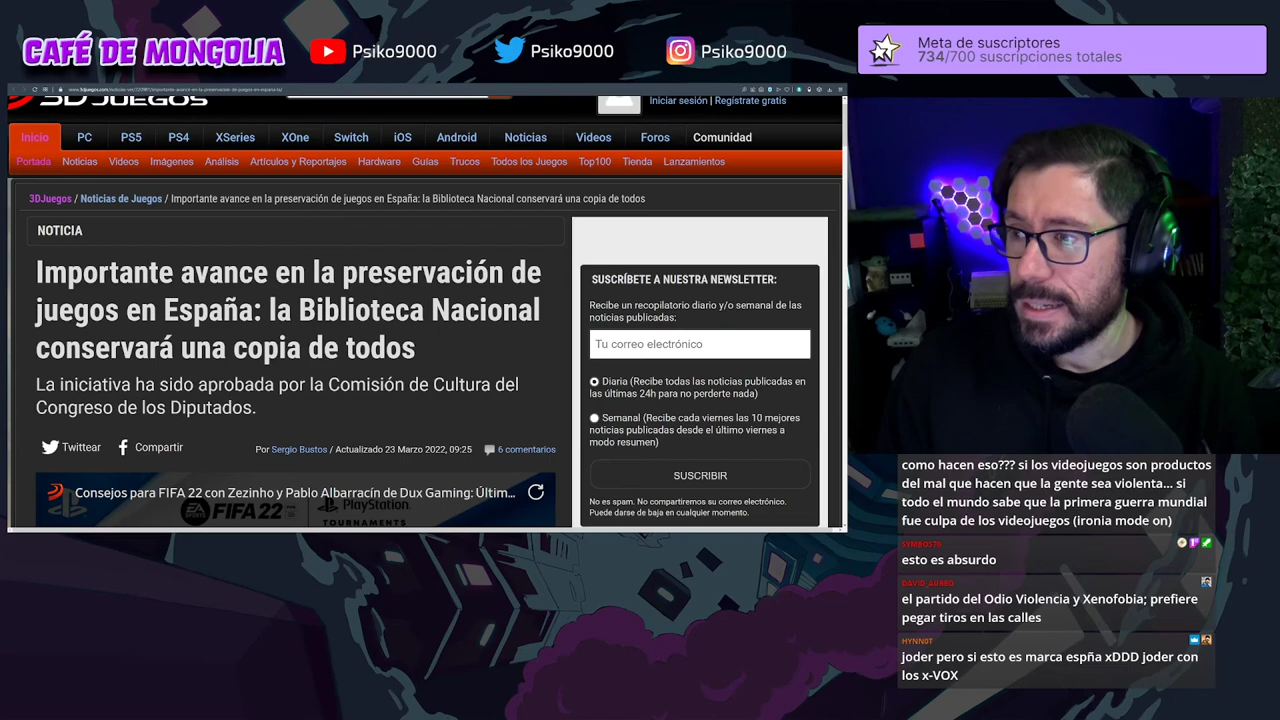 CAFÉ DE MONGOLIA
Psiko9000
Psiko9000
Psiko9000
Meta de suscriptores
734/700 suscripciones totales
3DJUEGOS
Iniciar sesión | Regístrate gratis
Inicio PC PS5 PS4 XSeries XOne Switch iOS Android Noticias Videos Foros Comunidad
Portada Noticias Videos Imágenes Análisis Artículos y Reportajes Hardware Guías Trucos Todos los Juegos Top100 Tienda Lanzamientos
3DJuegos / Noticias de Juegos / Importante avance en la preservación de juegos en España: la Biblioteca Nacional conservará una copia de todos
NOTICIA
Importante avance en la preservación de
juegos en España: la Biblioteca Nacional
conservará una copia de todos
La iniciativa ha sido aprobada por la Comisión de Cultura del
Congreso de los Diputados.
Twittear Compartir
Por Sergio Bustos / Actualizado 23 Marzo 2022, 09:25 6 comentarios
Consejos para FIFA 22 con Zezinho y Pablo Albarracín de Dux Gaming: Últim...
EA SPORTS FIFA 22 PlayStation
TOURNAMENTS
SUSCRÍBETE A NUESTRA NEWSLETTER:
Recibe un recopilatorio diario y/o semanal de las
noticias publicadas:
Tu correo electrónico
Diaria (Recibe todas las noticias publicadas en
las últimas 24h para no perderte nada)
Semanal (Recibe cada viernes las 10 mejores
noticias publicadas desde el último viernes a
modo resumen)
SUSCRIBIR
No es spam. No compartiremos su correo electrónico.
Puede darse de baja en cualquier momento.
como hacen eso??? si los videojuegos son productos
del mal que hacen que la gente sea violenta... si
todo el mundo sabe que la primera guerra mundial
fue culpa de los videojuegos (ironia mode on)
SYMBOS70
esto es absurdo
DAVID_AUBRD
el partido del Odio Violencia y Xenofobia; prefiere
pegar tiros en las calles
HYNN0T
joder pero si esto es marca espña xDDD joder con
los x-VOX